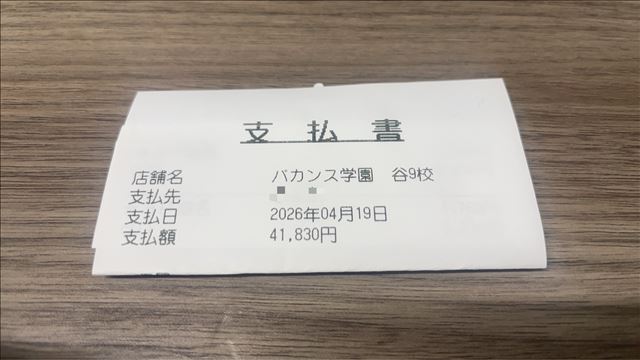 支払書
店舗名 バカンス学園 谷9校
支払先
支払日 2026年04月19日
支払額 41,830円